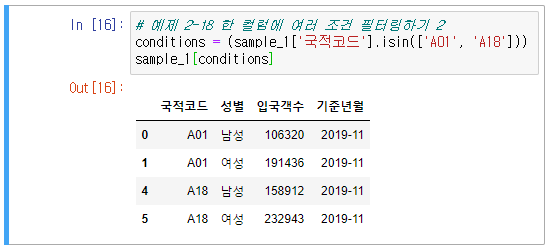 In [16]:
# 예제 2-18 한 컬럼에 여러 조건 필터링하기 2
conditions = (sample_1['국적코드'].isin(['A01', 'A18']))
sample_1[conditions]
Out[16]:
국적코드 성별 입국객수 기준년월
0 A01 남성 106320 2019-11
1 A01 여성 191436 2019-11
4 A18 남성 158912 2019-11
5 A18 여성 232943 2019-11